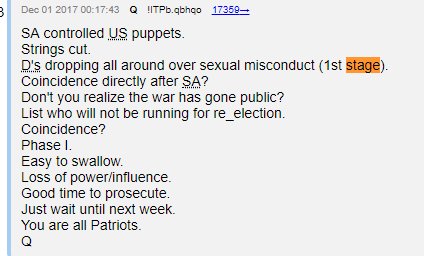 Dec 01 2017 00:17:43 Q !ITPb.qbhqo 17359→
SA controlled US puppets.
Strings cut.
D's dropping all around over sexual misconduct (1st stage).
Coincidence directly after SA?
Don't you realize the war has gone public?
List who will not be running for re_election.
Coincidence?
Phase I.
Easy to swallow.
Loss of power/influence.
Good time to prosecute.
Just wait until next week.
You are all Patriots.
Q